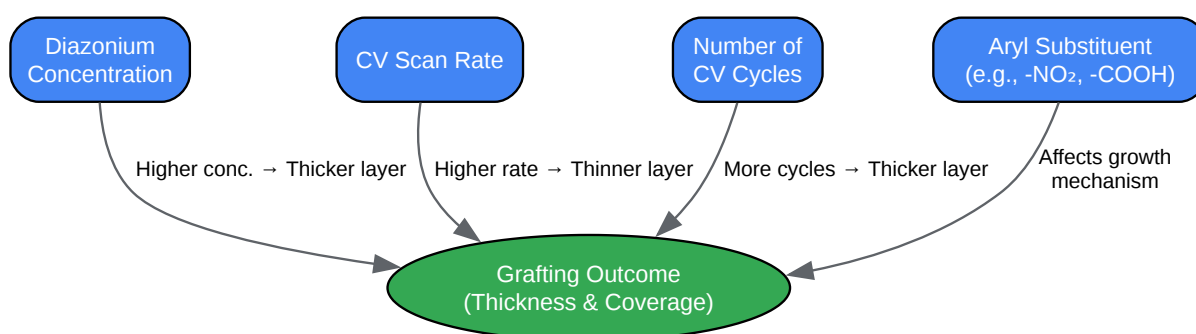 Diazonium
Concentration
CV Scan Rate
Number of
CV Cycles
Aryl Substituent
(e.g., -NO₂, -COOH)
Higher conc. → Thicker layer
Higher rate → Thinner layer
More cycles → Thicker layer
Affects growth
mechanism
Grafting Outcome
(Thickness & Coverage)